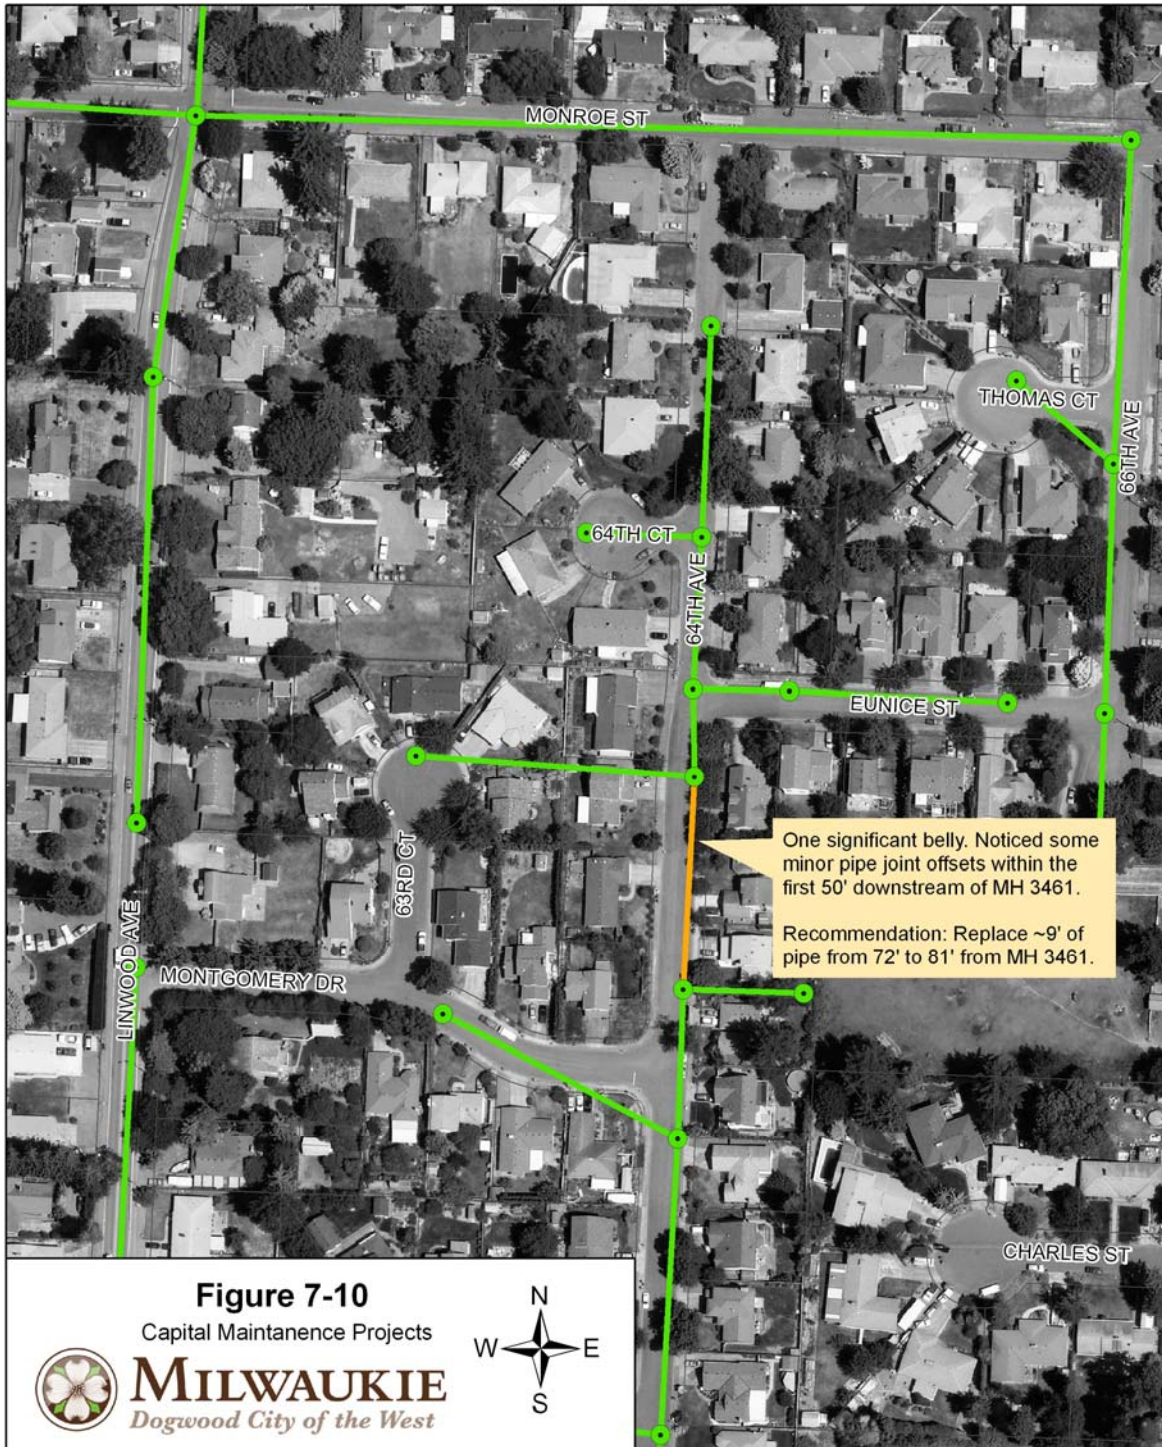 MONROE ST
THOMAS CT
66TH AVE
64TH CT
64TH AVE
EUNICE ST
One significant belly. Noticed some
minor pipe joint offsets within the
first 50' downstream of MH 3461.
Recommendation: Replace ~9' of
pipe from 72' to 81' from MH 3461.
63RD CT
LINWOOD AVE
MONTGOMERY DR
CHARLES ST
Figure 7-10
Capital Maintanence Projects
N
W E
S
MILWAUKIE
Dogwood City of the West